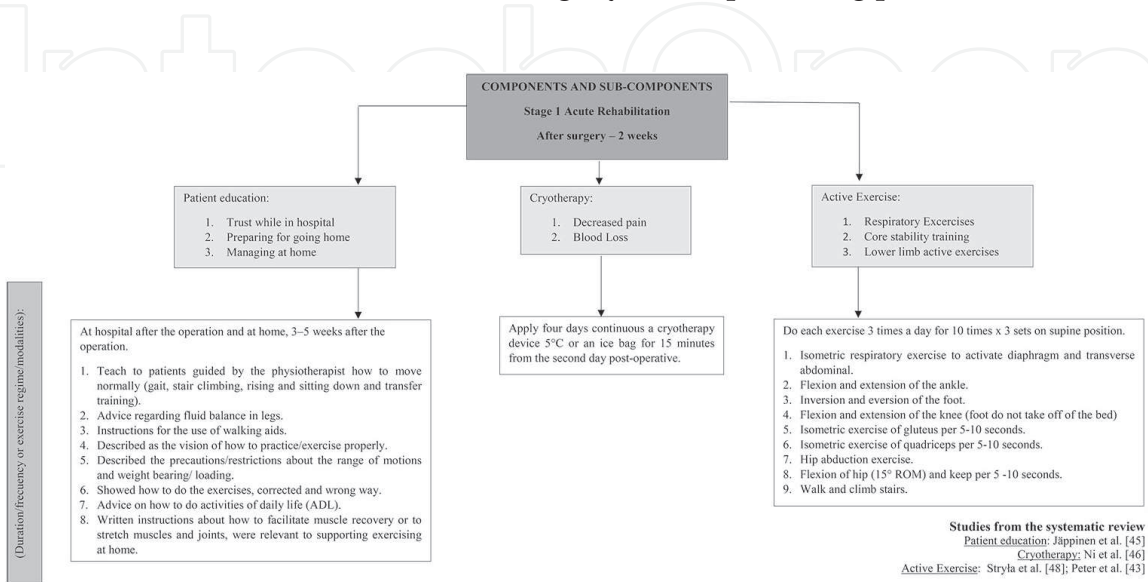 IntechOpen
COMPONENTS AND SUB-COMPONENTS
Stage 1 Acute Rehabilitation
After surgery – 2 weeks
Patient education:
1. Trust while in hospital
2. Preparing for going home
3. Managing at home
Cryotherapy:
1. Decreased pain
2. Blood Loss
Active Exercise:
1. Respiratory Excercises
2. Core stability training
3. Lower limb active exercises
(Duration/frecuency or exercise regime/modalities):
At hospital after the operation and at home, 3–5 weeks after the
operation.
1. Teach to patients guided by the physiotherapist how to move
normally (gait, stair climbing, rising and sitting down and transfer
training).
2. Advice regarding fluid balance in legs.
3. Instructions for the use of walking aids.
4. Described as the vision of how to practice/exercise properly.
5. Described the precautions/restrictions about the range of motions
and weight bearing/ loading.
6. Showed how to do the exercises, corrected and wrong way.
7. Advice on how to do activities of daily life (ADL).
8. Written instructions about how to facilitate muscle recovery or to
stretch muscles and joints, were relevant to supporting exercising
at home.
Apply four days continuous a cryotherapy
device 5°C or an ice bag for 15 minutes
from the second day post-operative.
Do each exercise 3 times a day for 10 times x 3 sets on supine position.
1. Isometric respiratory exercise to activate diaphragm and transverse
abdominal.
2. Flexion and extension of the ankle.
3. Inversion and eversion of the foot.
4. Flexion and extension of the knee (foot do not take off of the bed)
5. Isometric exercise of gluteus per 5-10 seconds.
6. Isometric exercise of quadriceps per 5-10 seconds.
7. Hip abduction exercise.
8. Flexion of hip (15° ROM) and keep per 5 -10 seconds.
9. Walk and climb stairs.
Studies from the systematic review
Patient education: Jäppinen et al. [45]
Cryotherapy: Ni et al. [46]
Active Exercise: Stryła et al. [48]; Peter et al. [43]